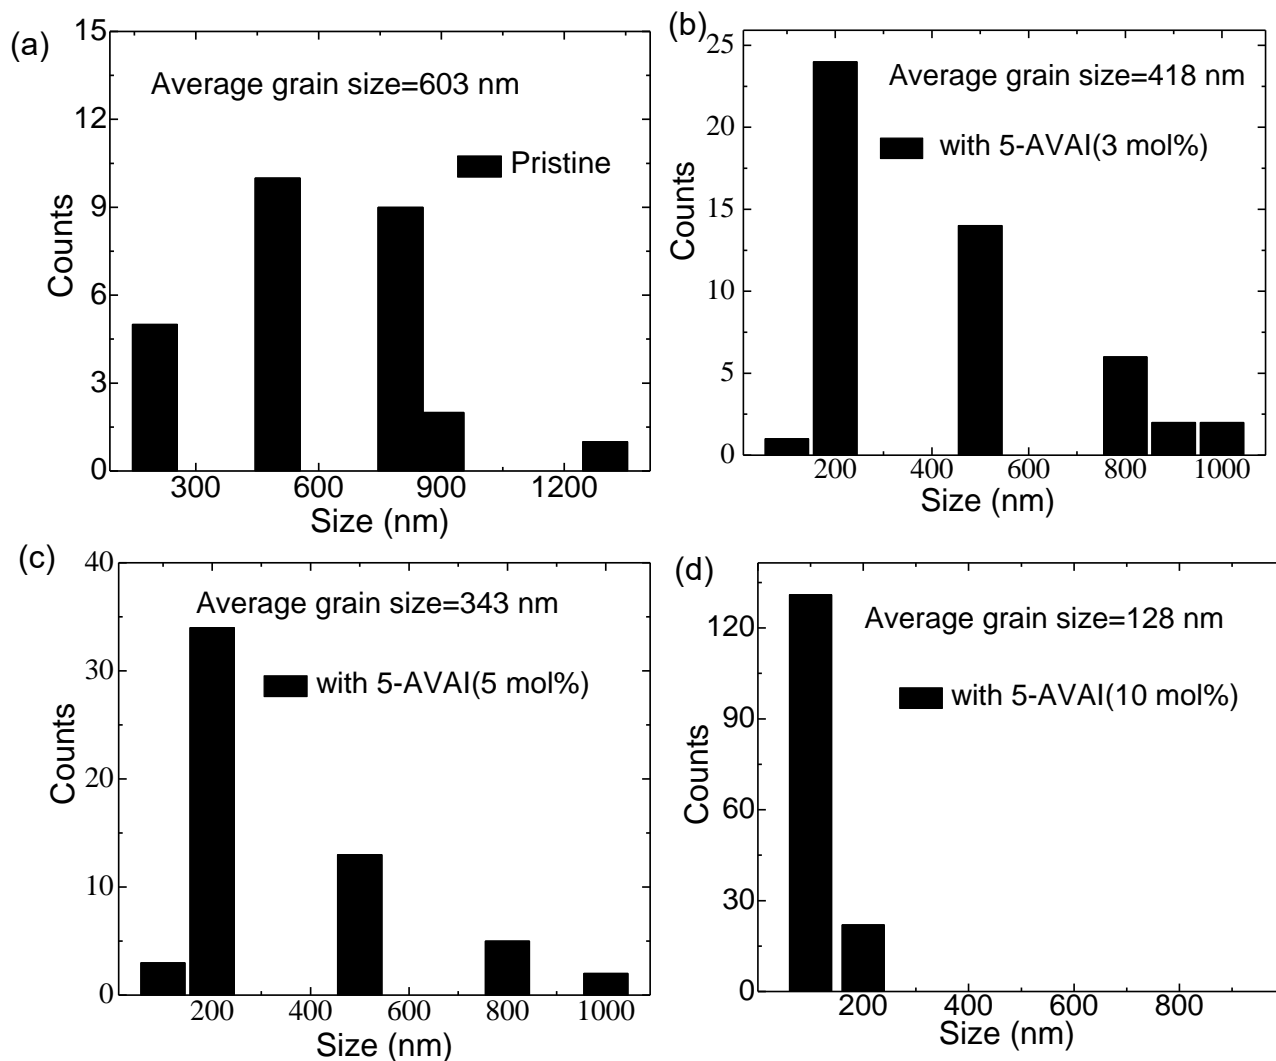 (a)
15
12
9
6
3
0
Counts
Average grain size=603 nm
Pristine
300 600 900 1200
Size (nm)
(b)
25
20
15
10
5
0
Counts
Average grain size=418 nm
with 5-AVAI(3 mol%)
200 400 600 800 1000
Size (nm)
(c)
40
30
20
10
0
Counts
Average grain size=343 nm
with 5-AVAI(5 mol%)
200 400 600 800 1000
Size (nm)
(d)
120
90
60
30
0
Counts
Average grain size=128 nm
with 5-AVAI(10 mol%)
200 400 600 800
Size (nm)